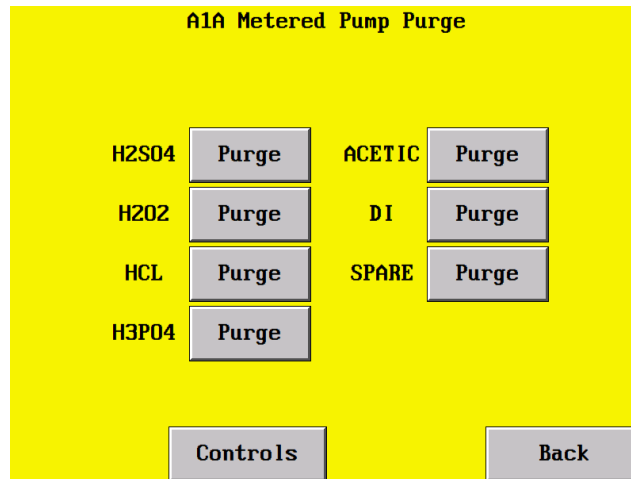 A1A Metered Pump Purge
H2SO4 Purge ACETIC Purge
H2O2 Purge DI Purge
HCL Purge SPARE Purge
H3PO4 Purge
Controls Back